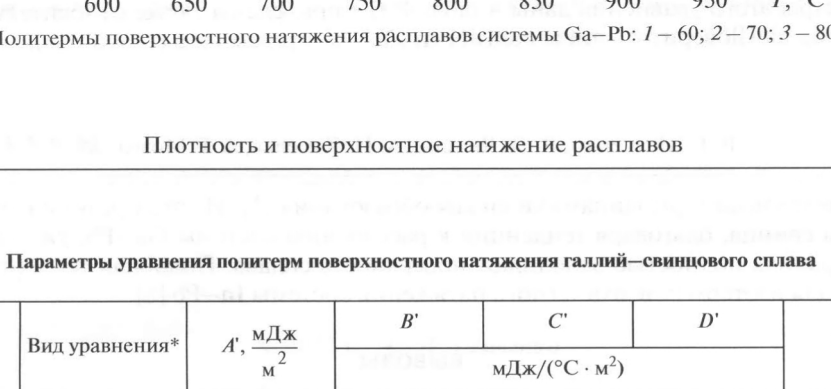 600 650 700 750 800 850 900 950 T, °C
Политермы поверхностного натяжения расплавов системы Ga–Pb: 1 – 60; 2 – 70; 3 – 80
Плотность и поверхностное натяжение расплавов
Параметры уравнения политерм поверхностного натяжения галлий–свинцового сплава
Вид уравнения* A', мДж/м² B' C' D'
мДж/(°C · м²)